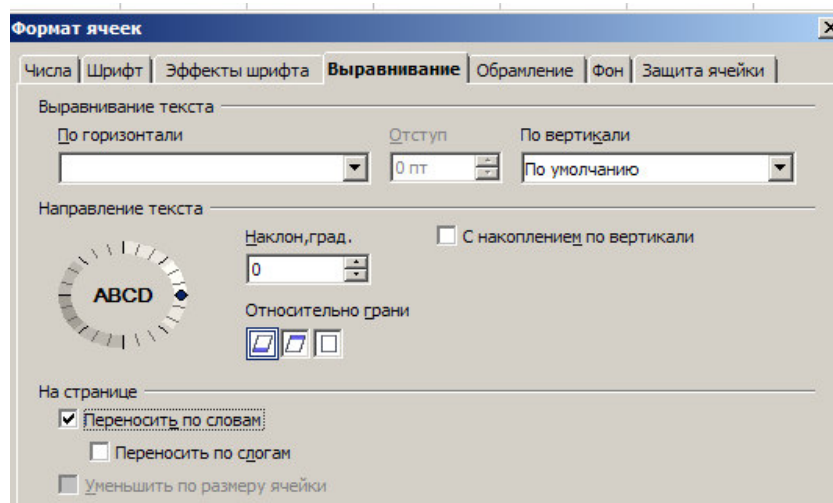 Формат ячеек
Числа Шрифт Эффекты шрифта Выравнивание Обрамление Фон Защита ячейки
Выравнивание текста
По горизонтали Отступ По вертикали
0 пт По умолчанию
Направление текста
Наклон,град. С накоплением по вертикали
ABCD 0
Относительно грани
На странице
Переносить по словам
Переносить по слогам
Уменьшить по размеру ячейки